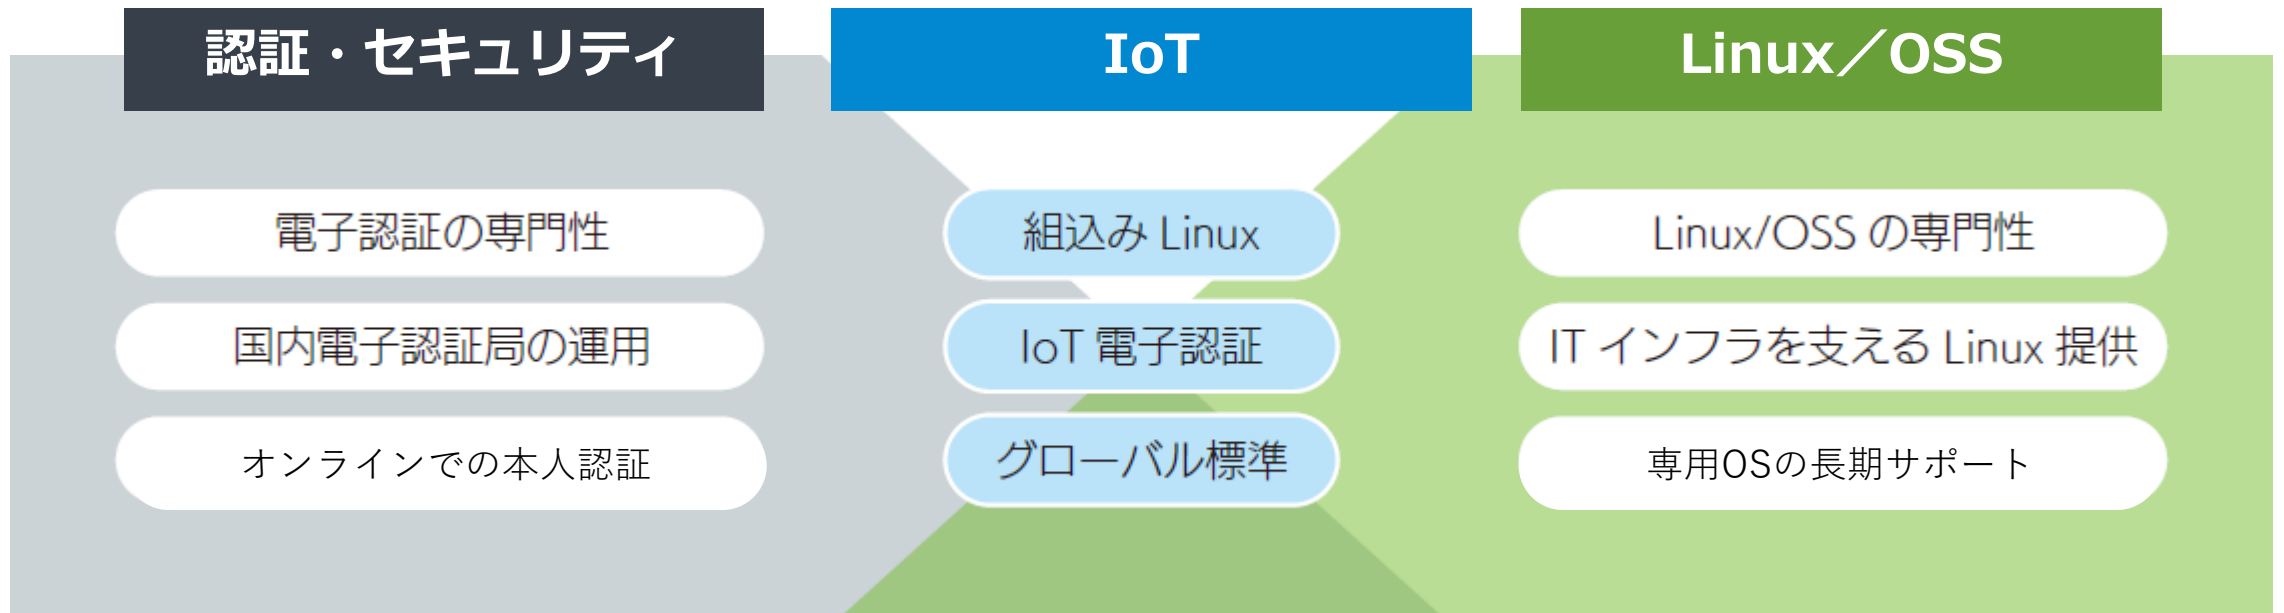 認証・セキュリティ
IoT
Linux／OSS
電子認証の専門性
組込み Linux
Linux/OSS の専門性
国内電子認証局の運用
IoT 電子認証
IT インフラを支える Linux 提供
オンラインでの本人認証
グローバル標準
専用OSの長期サポート